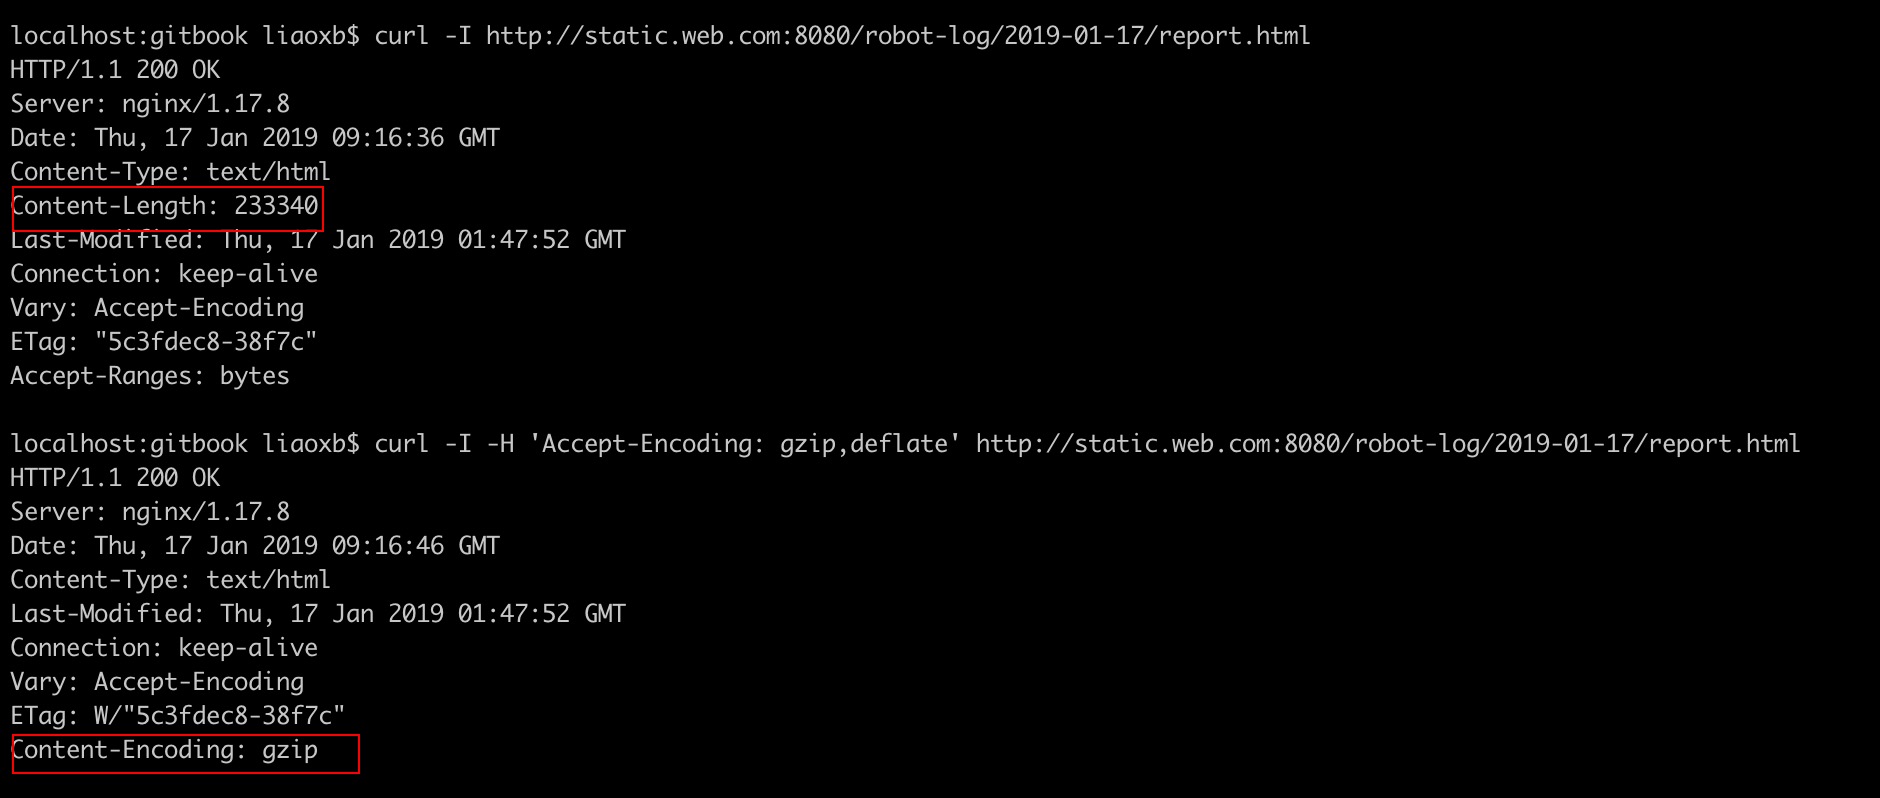 localhost:gitbook liaoxb$ curl -I http://static.web.com:8080/robot-log/2019-01-17/report.html
HTTP/1.1 200 OK
Server: nginx/1.17.8
Date: Thu, 17 Jan 2019 09:16:36 GMT
Content-Type: text/html
Content-Length: 233340
Last-Modified: Thu, 17 Jan 2019 01:47:52 GMT
Connection: keep-alive
Vary: Accept-Encoding
ETag: "5c3fdec8-38f7c"
Accept-Ranges: bytes
localhost:gitbook liaoxb$ curl -I -H 'Accept-Encoding: gzip,deflate' http://static.web.com:8080/robot-log/2019-01-17/report.html
HTTP/1.1 200 OK
Server: nginx/1.17.8
Date: Thu, 17 Jan 2019 09:16:46 GMT
Content-Type: text/html
Last-Modified: Thu, 17 Jan 2019 01:47:52 GMT
Connection: keep-alive
Vary: Accept-Encoding
ETag: W/"5c3fdec8-38f7c"
Content-Encoding: gzip